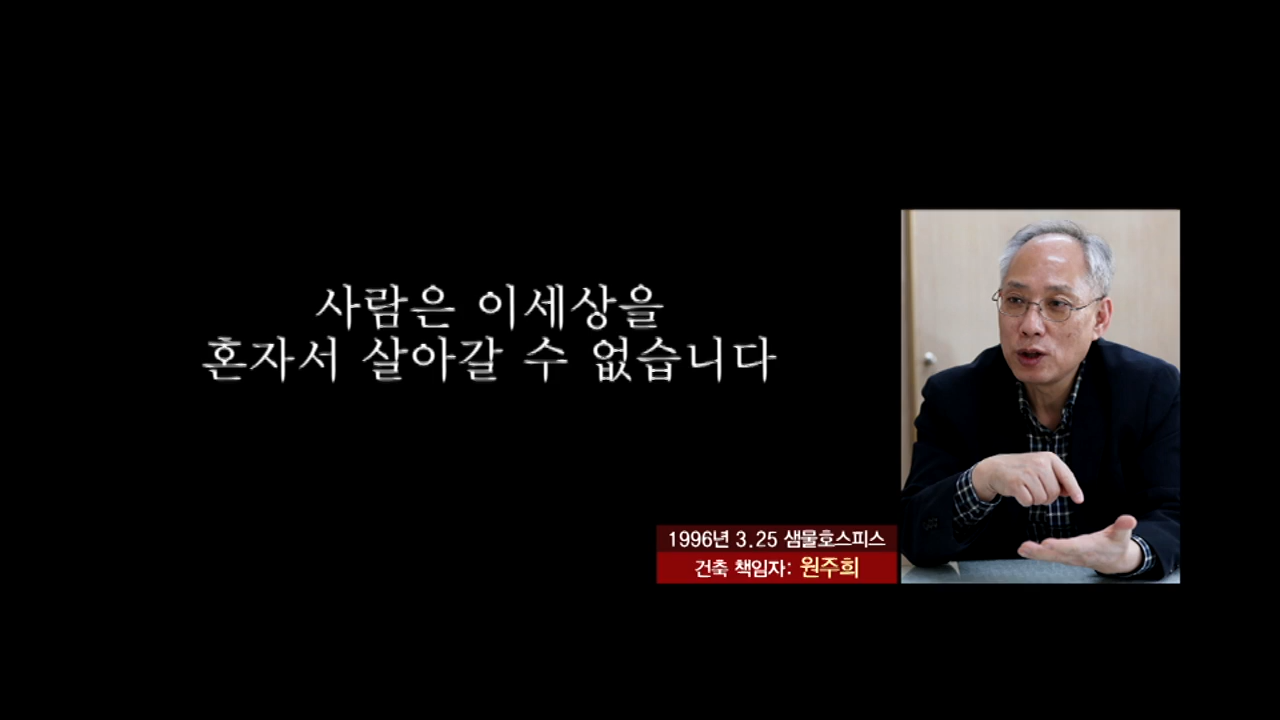 사람은 이세상을
혼자서 살아갈 수 없습니다
1996년 3.25 샘물호스피스
건축 책임자: 원주희